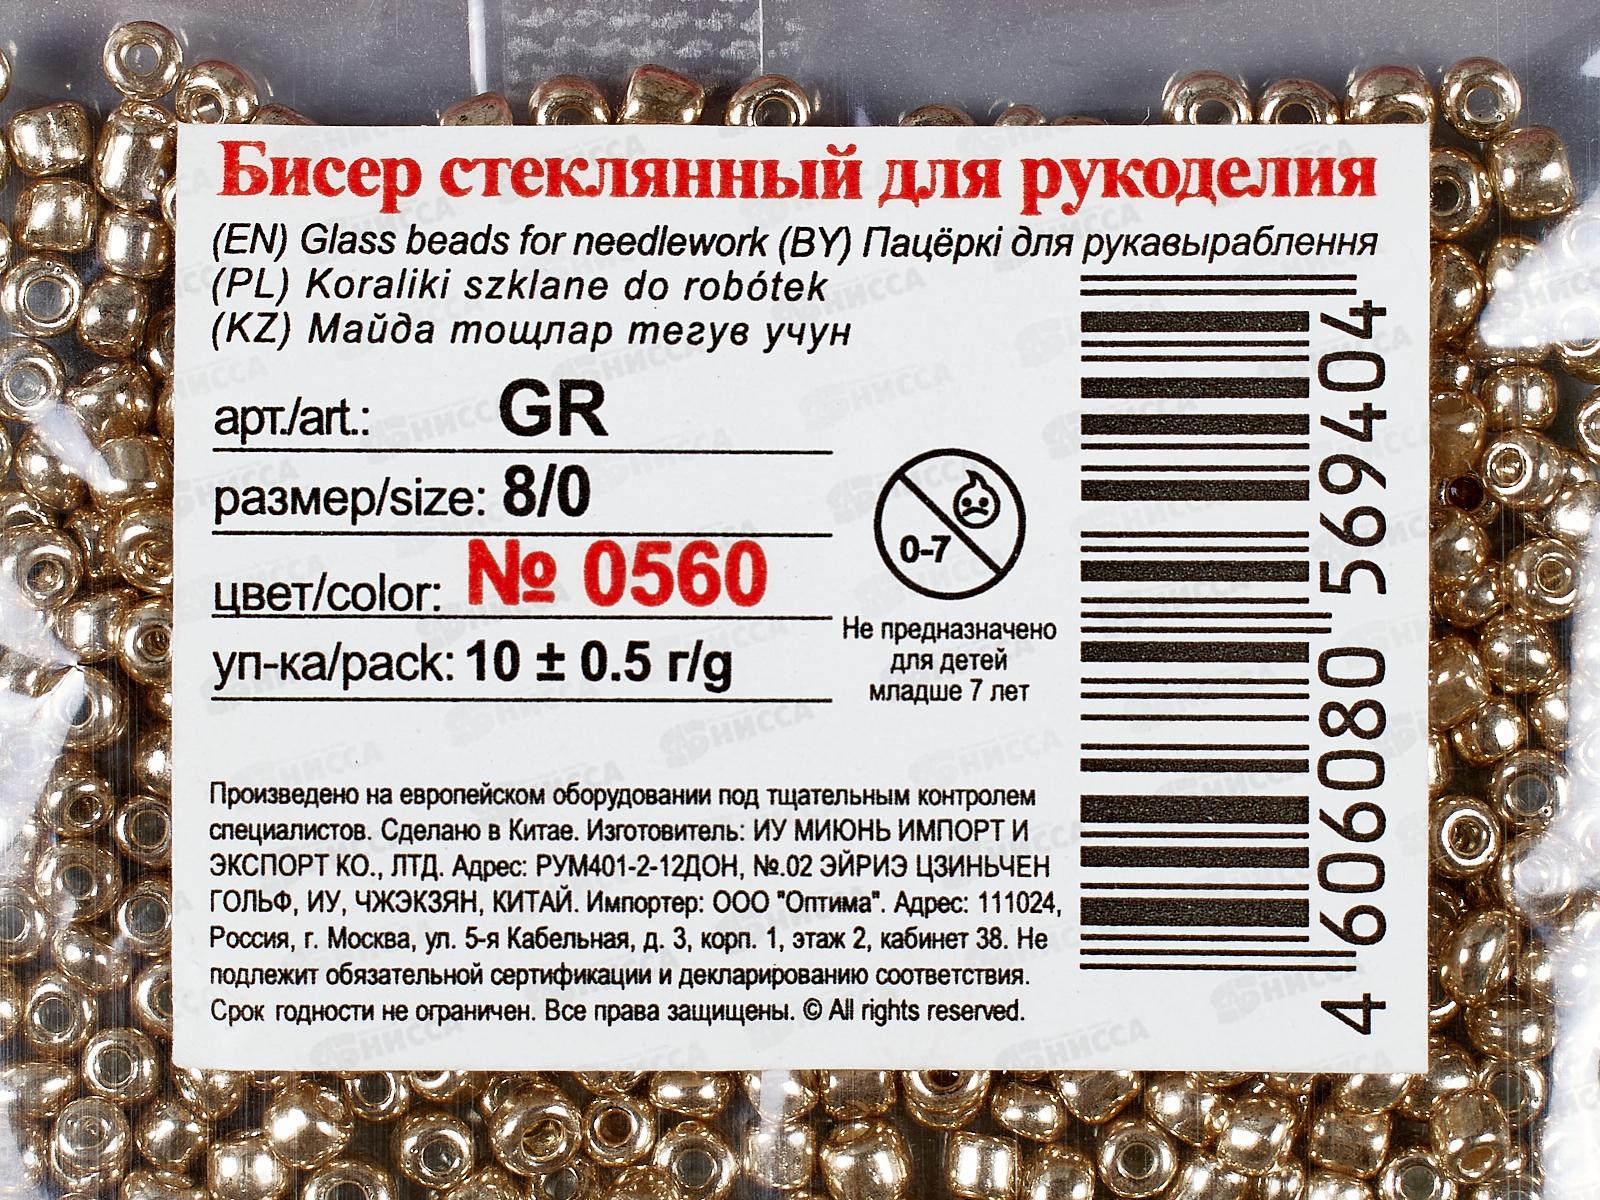 Бисер стеклянный для рукоделия
(EN) Glass beads for needlework (BY) Пацёркі для рукавыраблення
(PL) Koraliki szklane do robótek
(KZ) Майда тощлар тегув учун
арт./art.: GR
размер/size: 8/0
цвет/color: № 0560
уп-ка/pack: 10 ± 0.5 г/g
0-7
Не предназначено
для детей
младше 7 лет
Произведено на европейском оборудовании под тщательным контролем
специалистов. Сделано в Китае. Изготовитель: ИУ МИЮНЬ ИМПОРТ И
ЭКСПОРТ КО., ЛТД. Адрес: РУМ401-2-12ДОН, №.02 ЭЙРИЭ ЦЗИНЬЧЕН
ГОЛЬФ, ИУ, ЧЖЭКЗЯН, КИТАЙ. Импортер: ООО "Оптима". Адрес: 111024,
Россия, г. Москва, ул. 5-я Кабельная, д. 3, корп. 1, этаж 2, кабинет 38. Не
подлежит обязательной сертификации и декларированию соответствия.
Срок годности не ограничен. Все права защищены. © All rights reserved.
4 606080 569404